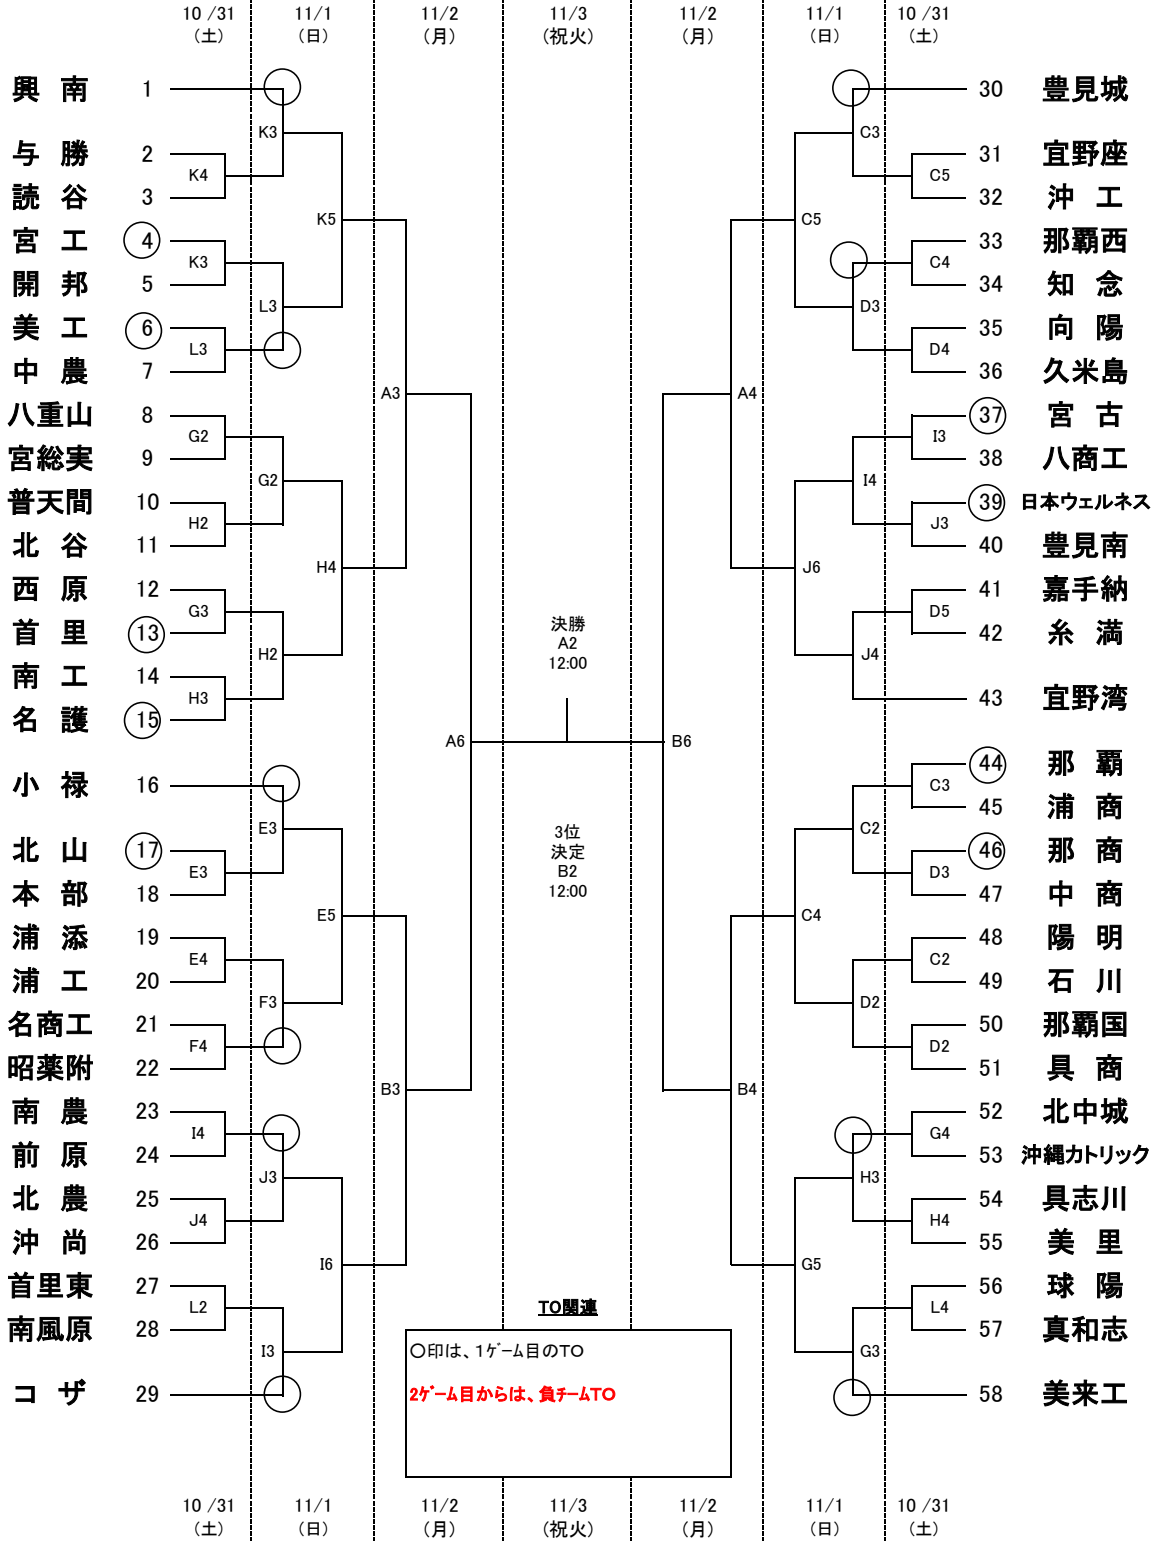 10 /31 11/1 11/2 11/3 11/2 11/1 10 /31
(土) (日) (月) (祝火) (月) (日) (土)
興 南 1
K3
与 勝 2
K4
読 谷 3
K5
宮 工 4
K3
開 邦 5
L3
美 工 6
L3
中 農 7
A3
八重山 8
G2
宮総実 9
G2
普天間 10
H2
北 谷 11
H4
西 原 12
G3
首 里 13
H2
南 工 14
H3
名 護 15
A6
小 禄 16
E3
北 山 17
E3
本 部 18
E5
浦 添 19
E4
浦 工 20
F3
名商工 21
F4
昭薬附 22
B3
南 農 23
I4
前 原 24
J3
北 農 25
J4
沖 尚 26
I6
首里東 27
L2
南風原 28
I3
コ ザ 29
決勝
A2
12:00
3位
決定
B2
12:00
30 豊見城
C3
31 宜野座
C5
32 沖 工
C5
33 那覇西
C4
34 知 念
D3
35 向 陽
D4
36 久米島
A4
37 宮 古
I3
38 八商工
I4
39 日本ウェルネス
J3
40 豊見南
J6
41 嘉手納
D5
42 糸 満
J4
43 宜野湾
B6
44 那 覇
C3
45 浦 商
C2
46 那 商
D3
47 中 商
C4
48 陽 明
C2
49 石 川
D2
50 那覇国
D2
51 具 商
B4
52 北中城
G4
53 沖縄カトリック
H3
54 具志川
H4
55 美 里
G5
56 球 陽
L4
57 真和志
G3
58 美来工
TO関連
〇印は、1ｹﾞｰﾑ目のTO
2ｹﾞｰﾑ目からは、負ﾁｰﾑTO
10 /31 11/1 11/2 11/3 11/2 11/1 10 /31
(土) (日) (月) (祝火) (月) (日) (土)